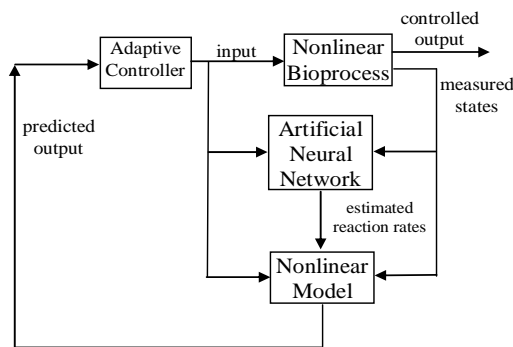 Adaptive
Controller
input
Nonlinear
Bioprocess
controlled
output
measured
states
predicted
output
Artificial
Neural
Network
estimated
reaction rates
Nonlinear
Model